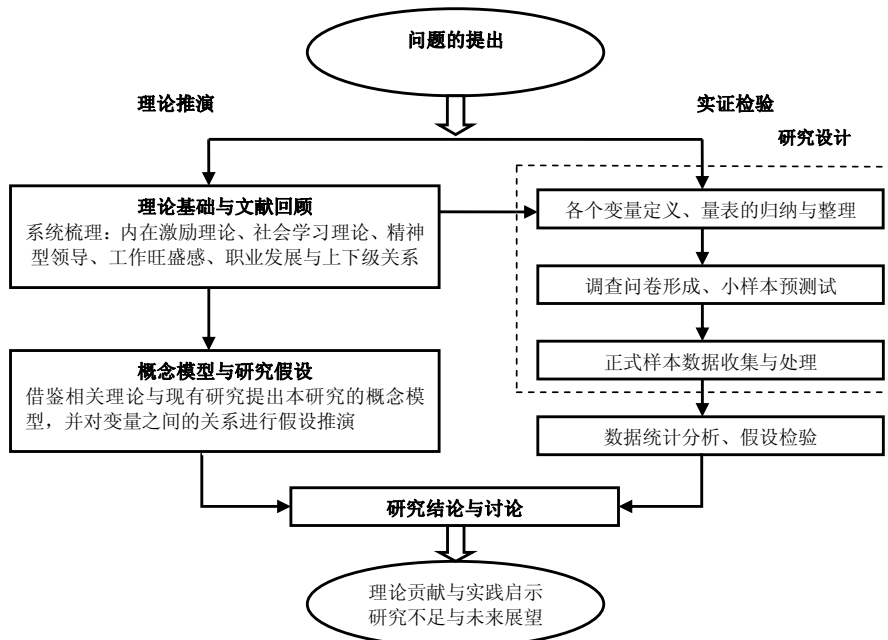 问题的提出
理论推演
实证检验
研究设计
理论基础与文献回顾
系统梳理：内在激励理论、社会学习理论、精神
型领导、工作旺盛感、职业发展与上下级关系
各个变量定义、量表的归纳与整理
调查问卷形成、小样本预测试
概念模型与研究假设
借鉴相关理论与现有研究提出本研究的概念模
型，并对变量之间的关系进行假设推演
正式样本数据收集与处理
数据统计分析、假设检验
研究结论与讨论
理论贡献与实践启示
研究不足与未来展望